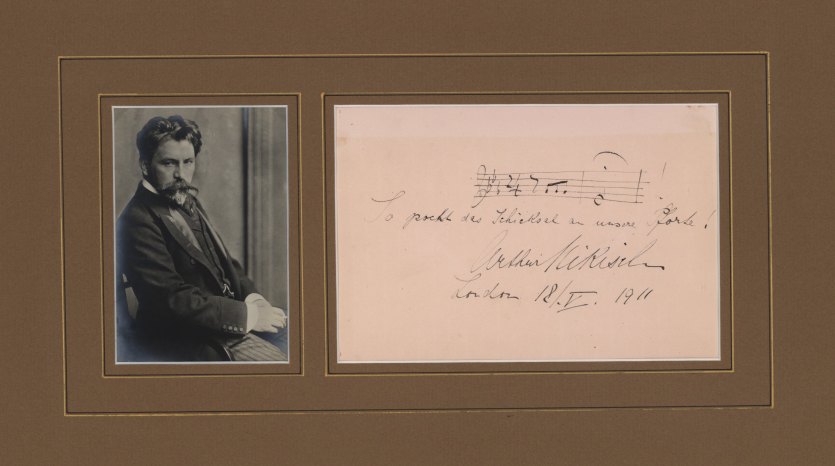 So pocht das Schicksal an unsere Pforte!
Arthur Nikisch
London 18/V. 1911